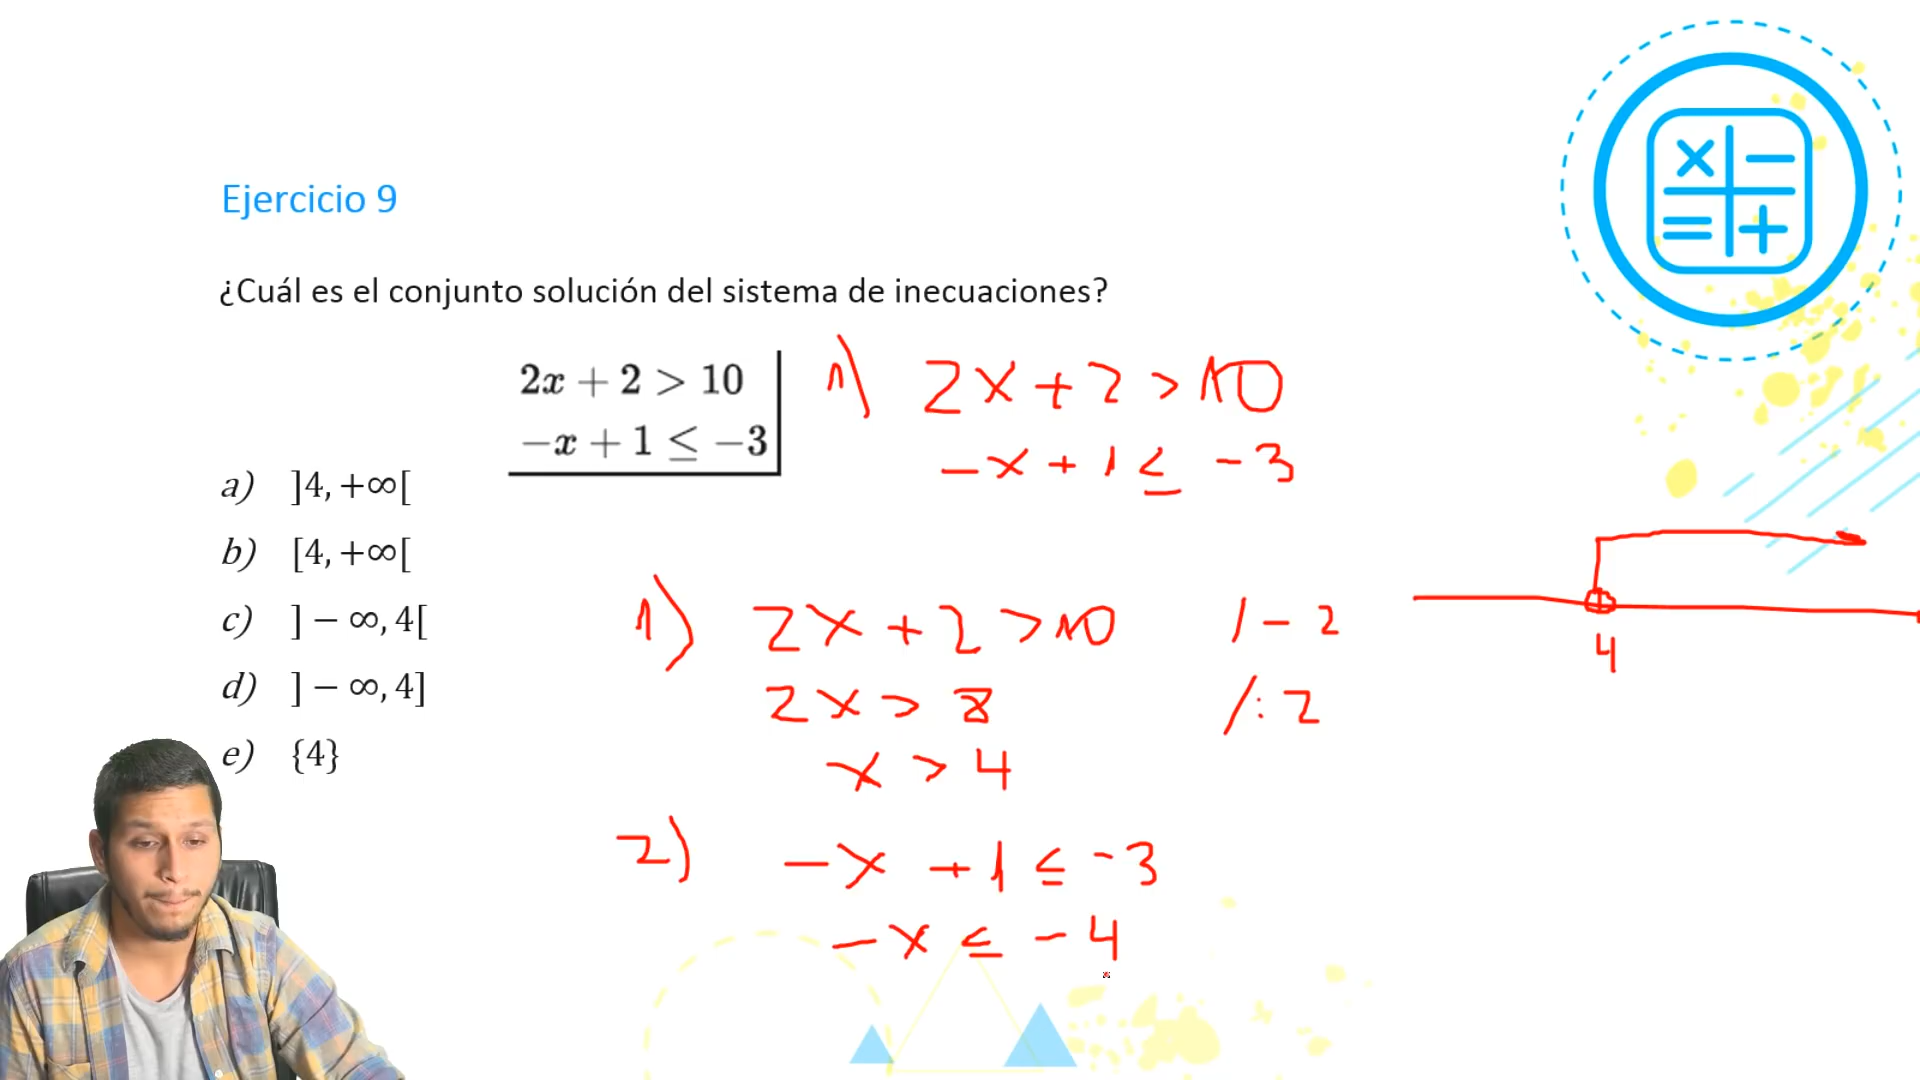 Ejercicio 9
¿Cuál es el conjunto solución del sistema de inecuaciones?
2x + 2 > 10
−x + 1 ≤ −3
a) ]4, +∞[
b) [4, +∞[
c) ] − ∞, 4[
d) ] − ∞, 4]
e) {4}
1) 2x + 2 > 10
−x + 1 ≤ −3
1) 2x + 2 > 10 / − 2
2x > 8 / : 2
x > 4
4
2) −x + 1 ≤ −3
−x ≤ −4